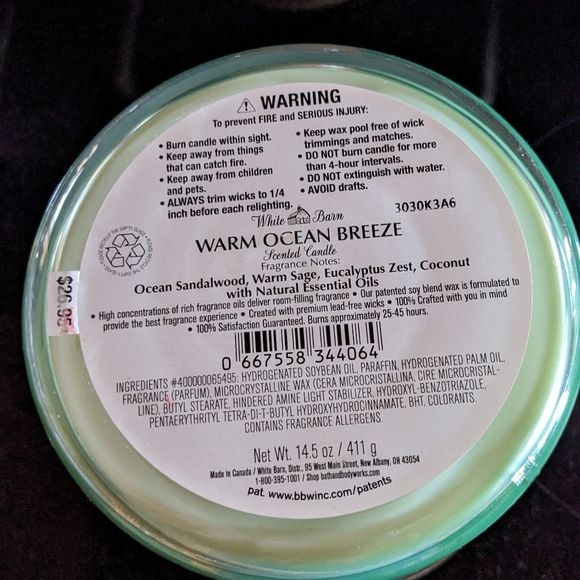 WARNING
To prevent FIRE and SERIOUS INJURY:
• Burn candle within sight.
• Keep away from things
that can catch fire.
• Keep away from children
and pets.
• ALWAYS trim wicks to 1/4
inch before each relighting.
• Keep wax pool free of wick
trimmings and matches.
• DO NOT burn candle for more
than 4-hour intervals.
• DO NOT extinguish with water.
• AVOID drafts.
3030K3A6
White Barn
WARM OCEAN BREEZE
Scented Candle
Fragrance Notes:
Ocean Sandalwood, Warm Sage, Eucalyptus Zest, Coconut
with Natural Essential Oils
• High concentrations of rich fragrance oils deliver room-filling fragrance • Our patented soy blend wax is formulated to
provide the best fragrance experience • Created with premium lead-free wicks • 100% Crafted with you in mind
• 100% Satisfaction Guaranteed. Burns approximately 25-45 hours.
0 667558 344064
INGREDIENTS #400000065495: HYDROGENATED SOYBEAN OIL, PARAFFIN, HYDROGENATED PALM OIL,
FRAGRANCE (PARFUM), MICROCRYSTALLINE WAX (CERA MICROCRISTALLINA, CIRE MICROCRISTAL-
LINE), BUTYL STEARATE, HINDERED AMINE LIGHT STABILIZER, HYDROXYL-BENZOTRIAZOLE,
PENTAERYTHRITYL TETRA-DI-T-BUTYL HYDROXYHYDROCINNAMATE, BHT, COLORANTS.
CONTAINS FRAGRANCE ALLERGENS.
Net Wt. 14.5 oz / 411 g
Made in Canada / White Barn, Distr., 95 West Main Street, New Albany, OH 43054
1-800-395-1001 / Shop bathandbodyworks.com
pat. www.bbwinc.com/patents